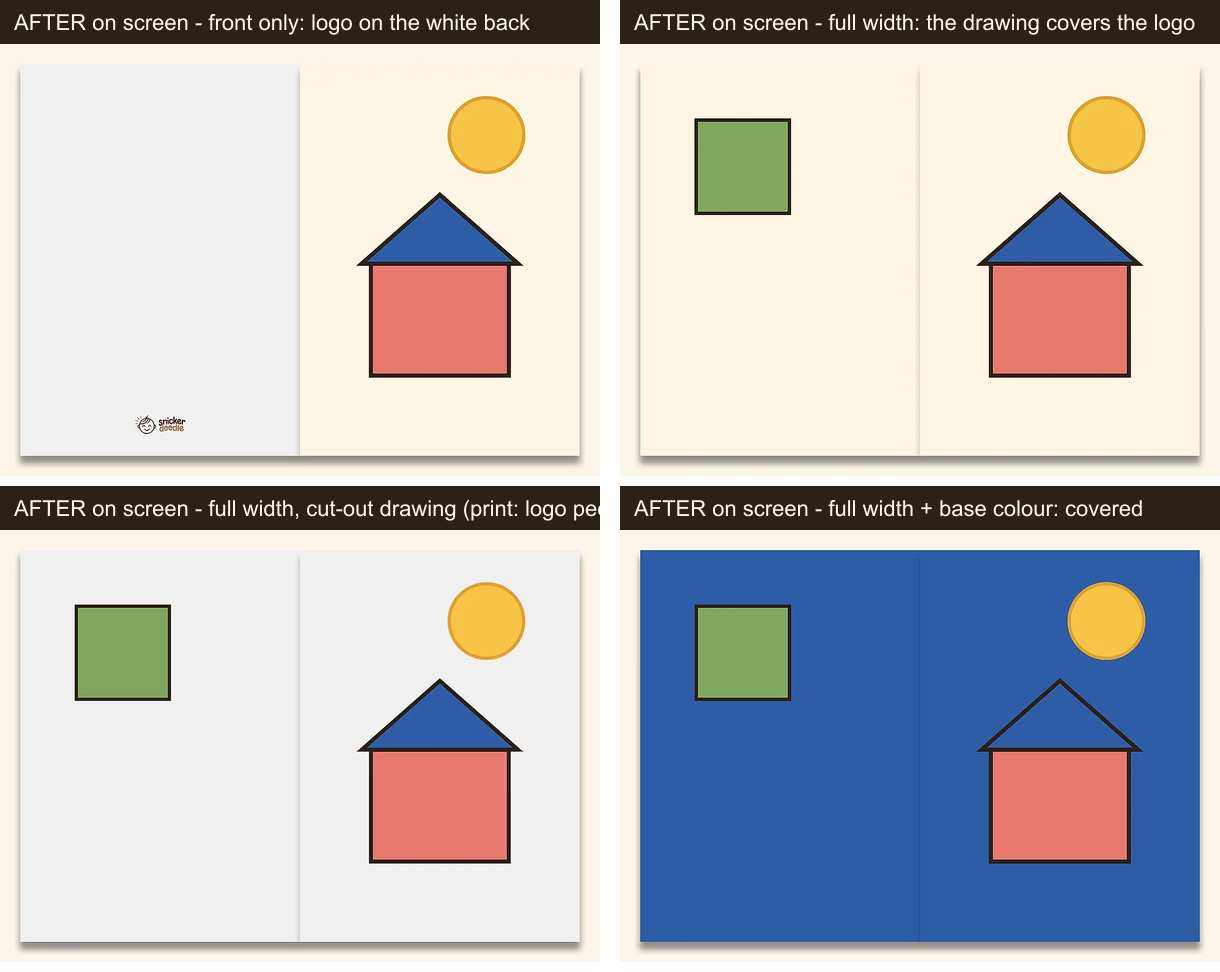 AFTER on screen - front only: logo on the white back
AFTER on screen - full width: the drawing covers the logo
snicker
doodle
AFTER on screen - full width, cut-out drawing (print: logo
AFTER on screen - full width + base colour: covered